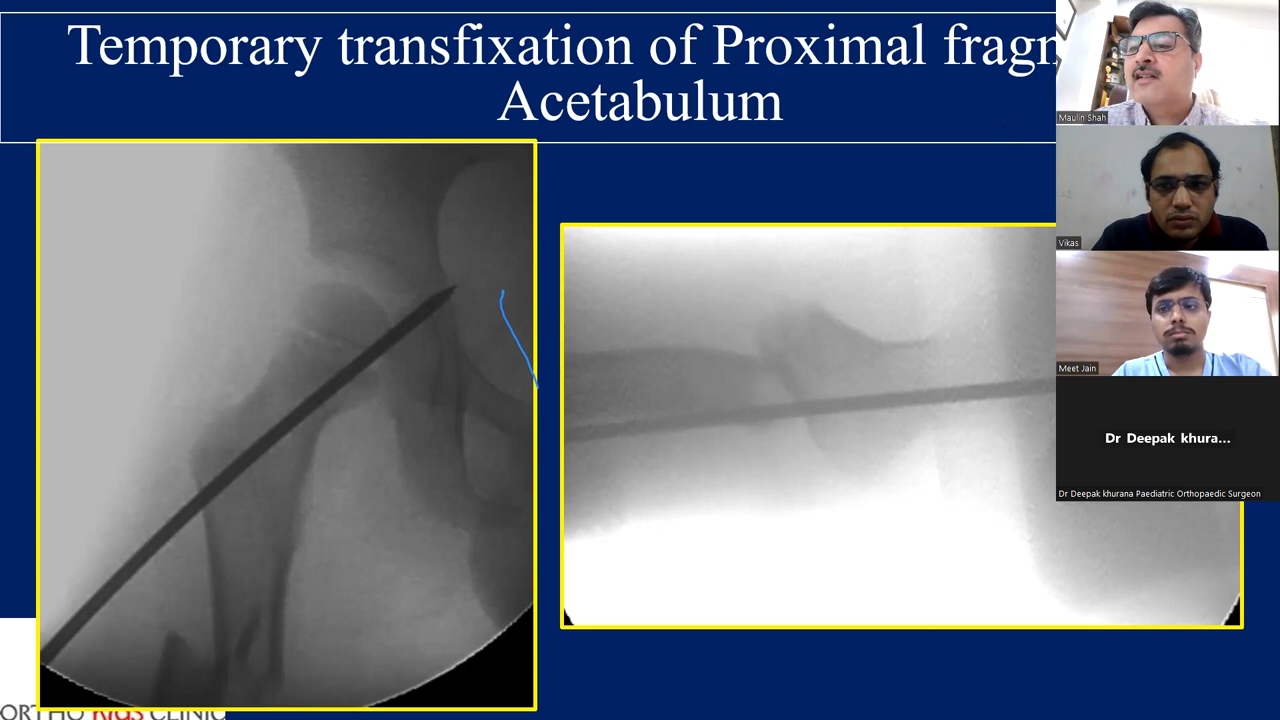 Temporary transfixation of Proximal
Acetabulum
Maulin Shah
Vikas
Meet Jain
Dr Deepak khura...
Dr Deepak khurana Paediatric Orthopaedic Surgeon
ORTHO KIDS CLINIC